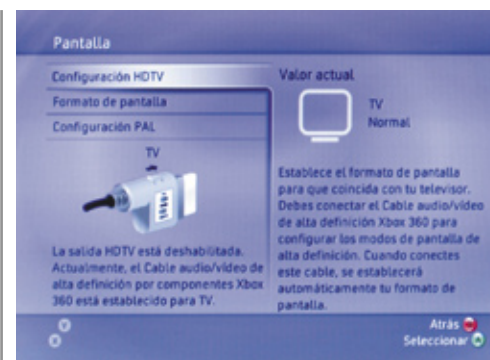 Pantalla
Configuración HDTV
Formato de pantalla
Configuración PAL
TV
La salida HDTV está deshabilitada.
Actualmente, el Cable audio/vídeo de
alta definición por componentes Xbox
360 está establecido para TV.
Valor actual
TV
Normal
Establece el formato de pantalla
para que coincida con tu televisor.
Debes conectar el Cable audio/vídeo
de alta definición Xbox 360 para
configurar los modos de pantalla de
alta definición. Cuando conectes
este cable, se establecerá
automáticamente tu formato de
pantalla.
Y
X
Atrás B
Seleccionar A